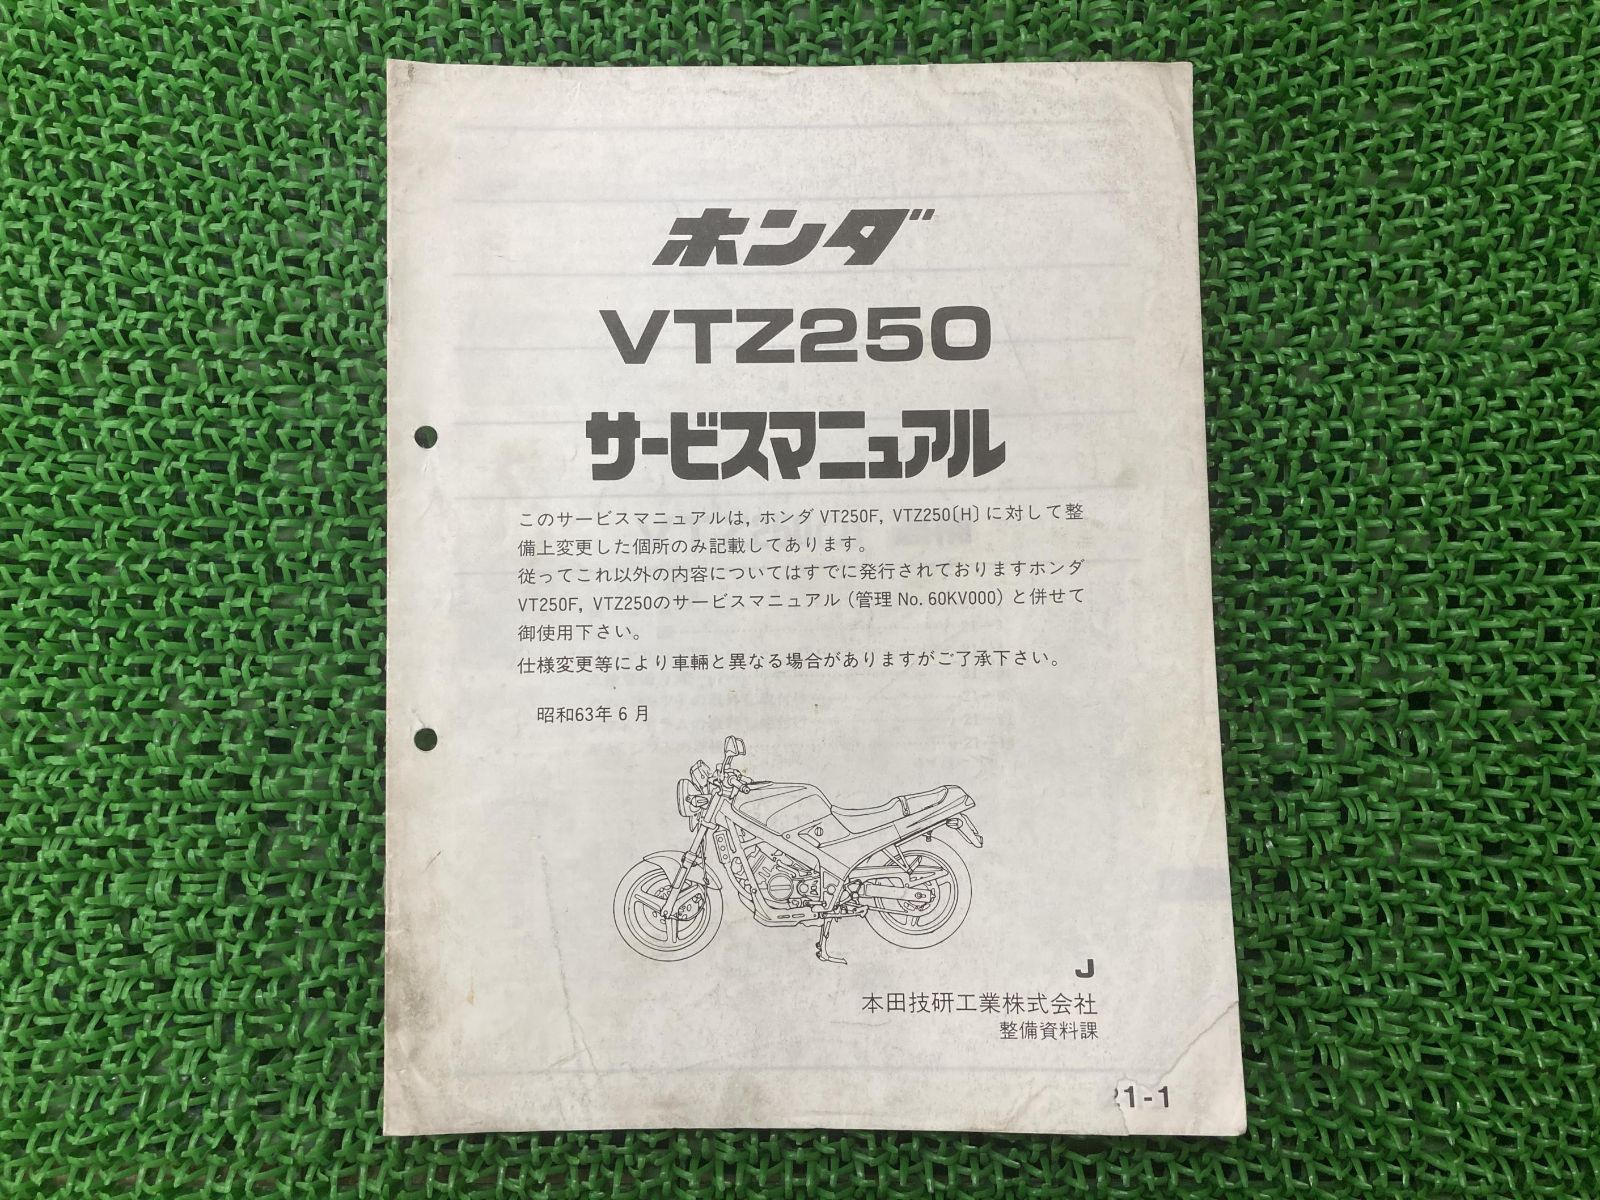 ホンダ
VTZ250
サービスマニュアル
このサービスマニュアルは，ホンダ VT250F，VTZ250〔H〕に対して整
備上変更した個所のみ記載してあります。
従ってこれ以外の内容についてはすでに発行されておりますホンダ
VT250F，VTZ250のサービスマニュアル（管理 No. 60KV000）と併せて
御使用下さい。
仕様変更等により車輛と異なる場合がありますがご了承下さい。
昭和63年 6 月
J
本田技研工業株式会社
整備資料課
1-1